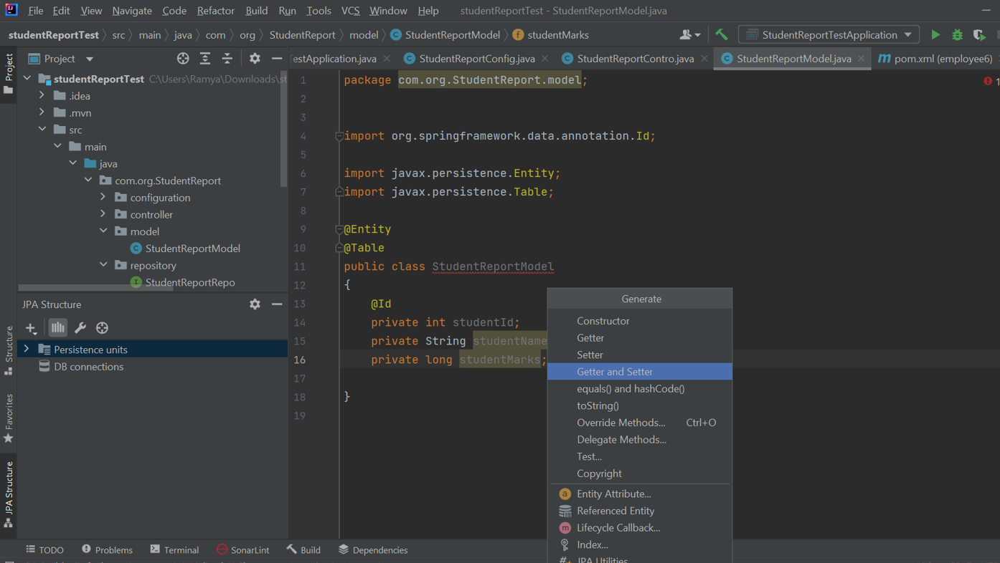 File Edit View Navigate Code Refactor Build Run Tools VCS Window Help studentReportTest - StudentReportModel.java
studentReportTest src main java com org StudentReport model StudentReportModel studentMarks StudentReportTestApplication
Project
Project
estApplication.java StudentReportConfig.java StudentReportContro.java StudentReportModel.java pom.xml (employee6)
studentReportTest C:\Users\Ramya\Downloads\st
.idea
.mvn
src
main
java
com.org.StudentReport
configuration
controller
model
StudentReportModel
repository
StudentReportRepo
JPA Structure
Persistence units
DB connections
Structure
Favorites
JPA Structure
1 package com.org.StudentReport.model;
2
3
4 import org.springframework.data.annotation.Id;
5
6 import javax.persistence.Entity;
7 import javax.persistence.Table;
8
9 @Entity
10 @Table
11 public class StudentReportModel
12 {
13 @Id
14 private int studentId;
15 private String studentName
16 private long studentMarks;
17
18 }
19
1
Generate
Constructor
Getter
Setter
Getter and Setter
equals() and hashCode()
toString()
Override Methods... Ctrl+O
Delegate Methods...
Test...
Copyright
Entity Attribute...
Referenced Entity
Lifecycle Callback...
Index...
JPA Utilities
TODO Problems Terminal SonarLint Build Dependencies